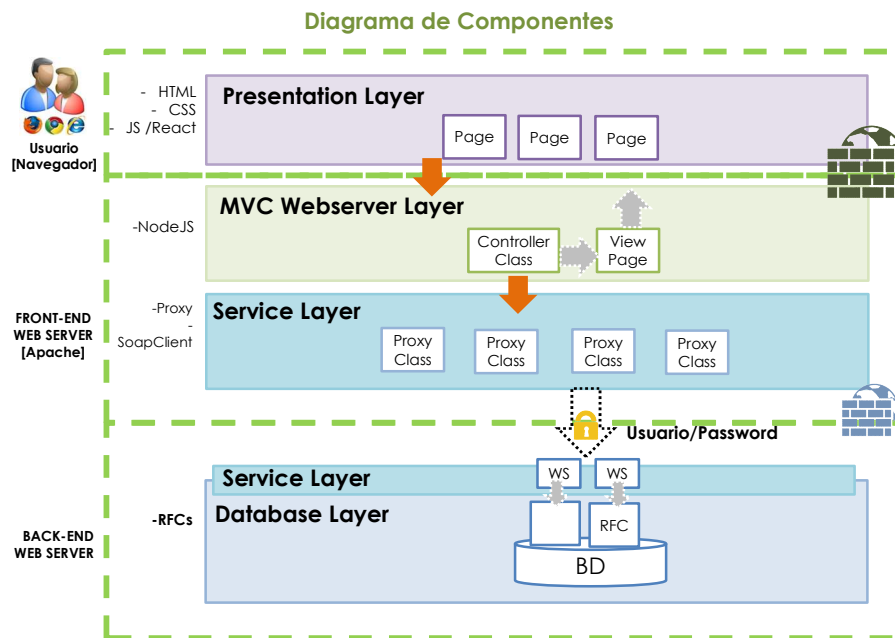 Diagrama de Componentes
- HTML
- CSS
- JS /React
Usuario
[Navegador]
Presentation Layer
Page
Page
Page
-NodeJS
MVC Webserver Layer
Controller
Class
View
Page
FRONT-END
WEB SERVER
[Apache]
-Proxy
-
SoapClient
Service Layer
Proxy
Class
Proxy
Class
Proxy
Class
Proxy
Class
Usuario/Password
BACK-END
WEB SERVER
-RFCs
Service Layer
WS
WS
Database Layer
RFC
BD